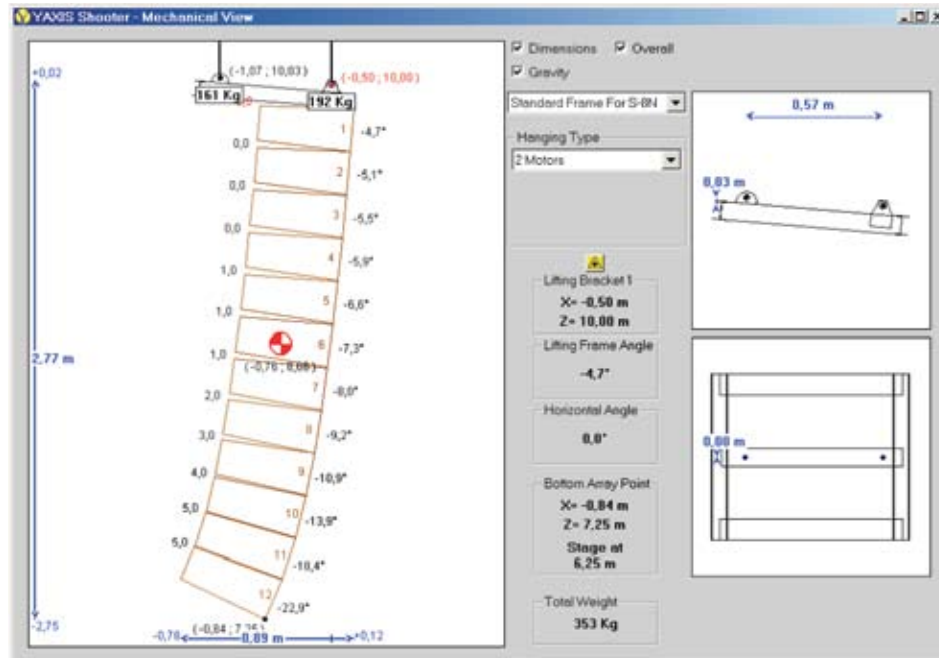 YAXIS Shooter - Mechanical View
Dimensions Overall
Gravity
Standard Frame For S-8N
Hanging Type
2 Motors
Lifting Bracket 1
X= -0,50 m
Z= 10,00 m
Lifting Frame Angle
-4,7°
Horizontal Angle
0,0°
Bottom Array Point
X= -0,84 m
Z= 7,25 m
Stage at
6,25 m
Total Weight
353 Kg
+0,02
(-1,07 ; 10,03)
(-0,50 ; 10,00)
161 Kg
192 Kg
1
-4,7°
0,0
2
-5,1°
0,0
3
-5,5°
0,0
4
-5,9°
1,0
5
-6,6°
1,0
6
-7,3°
1,0
2,77 m
7
-8,0°
2,0
8
-9,2°
3,0
9
-10,9°
4,0
10
-13,9°
5,0
11
-18,4°
5,0
12
-22,9°
-2,75
-0,76
0,89 m
+0,12
0,57 m
0,03 m
0,00 m